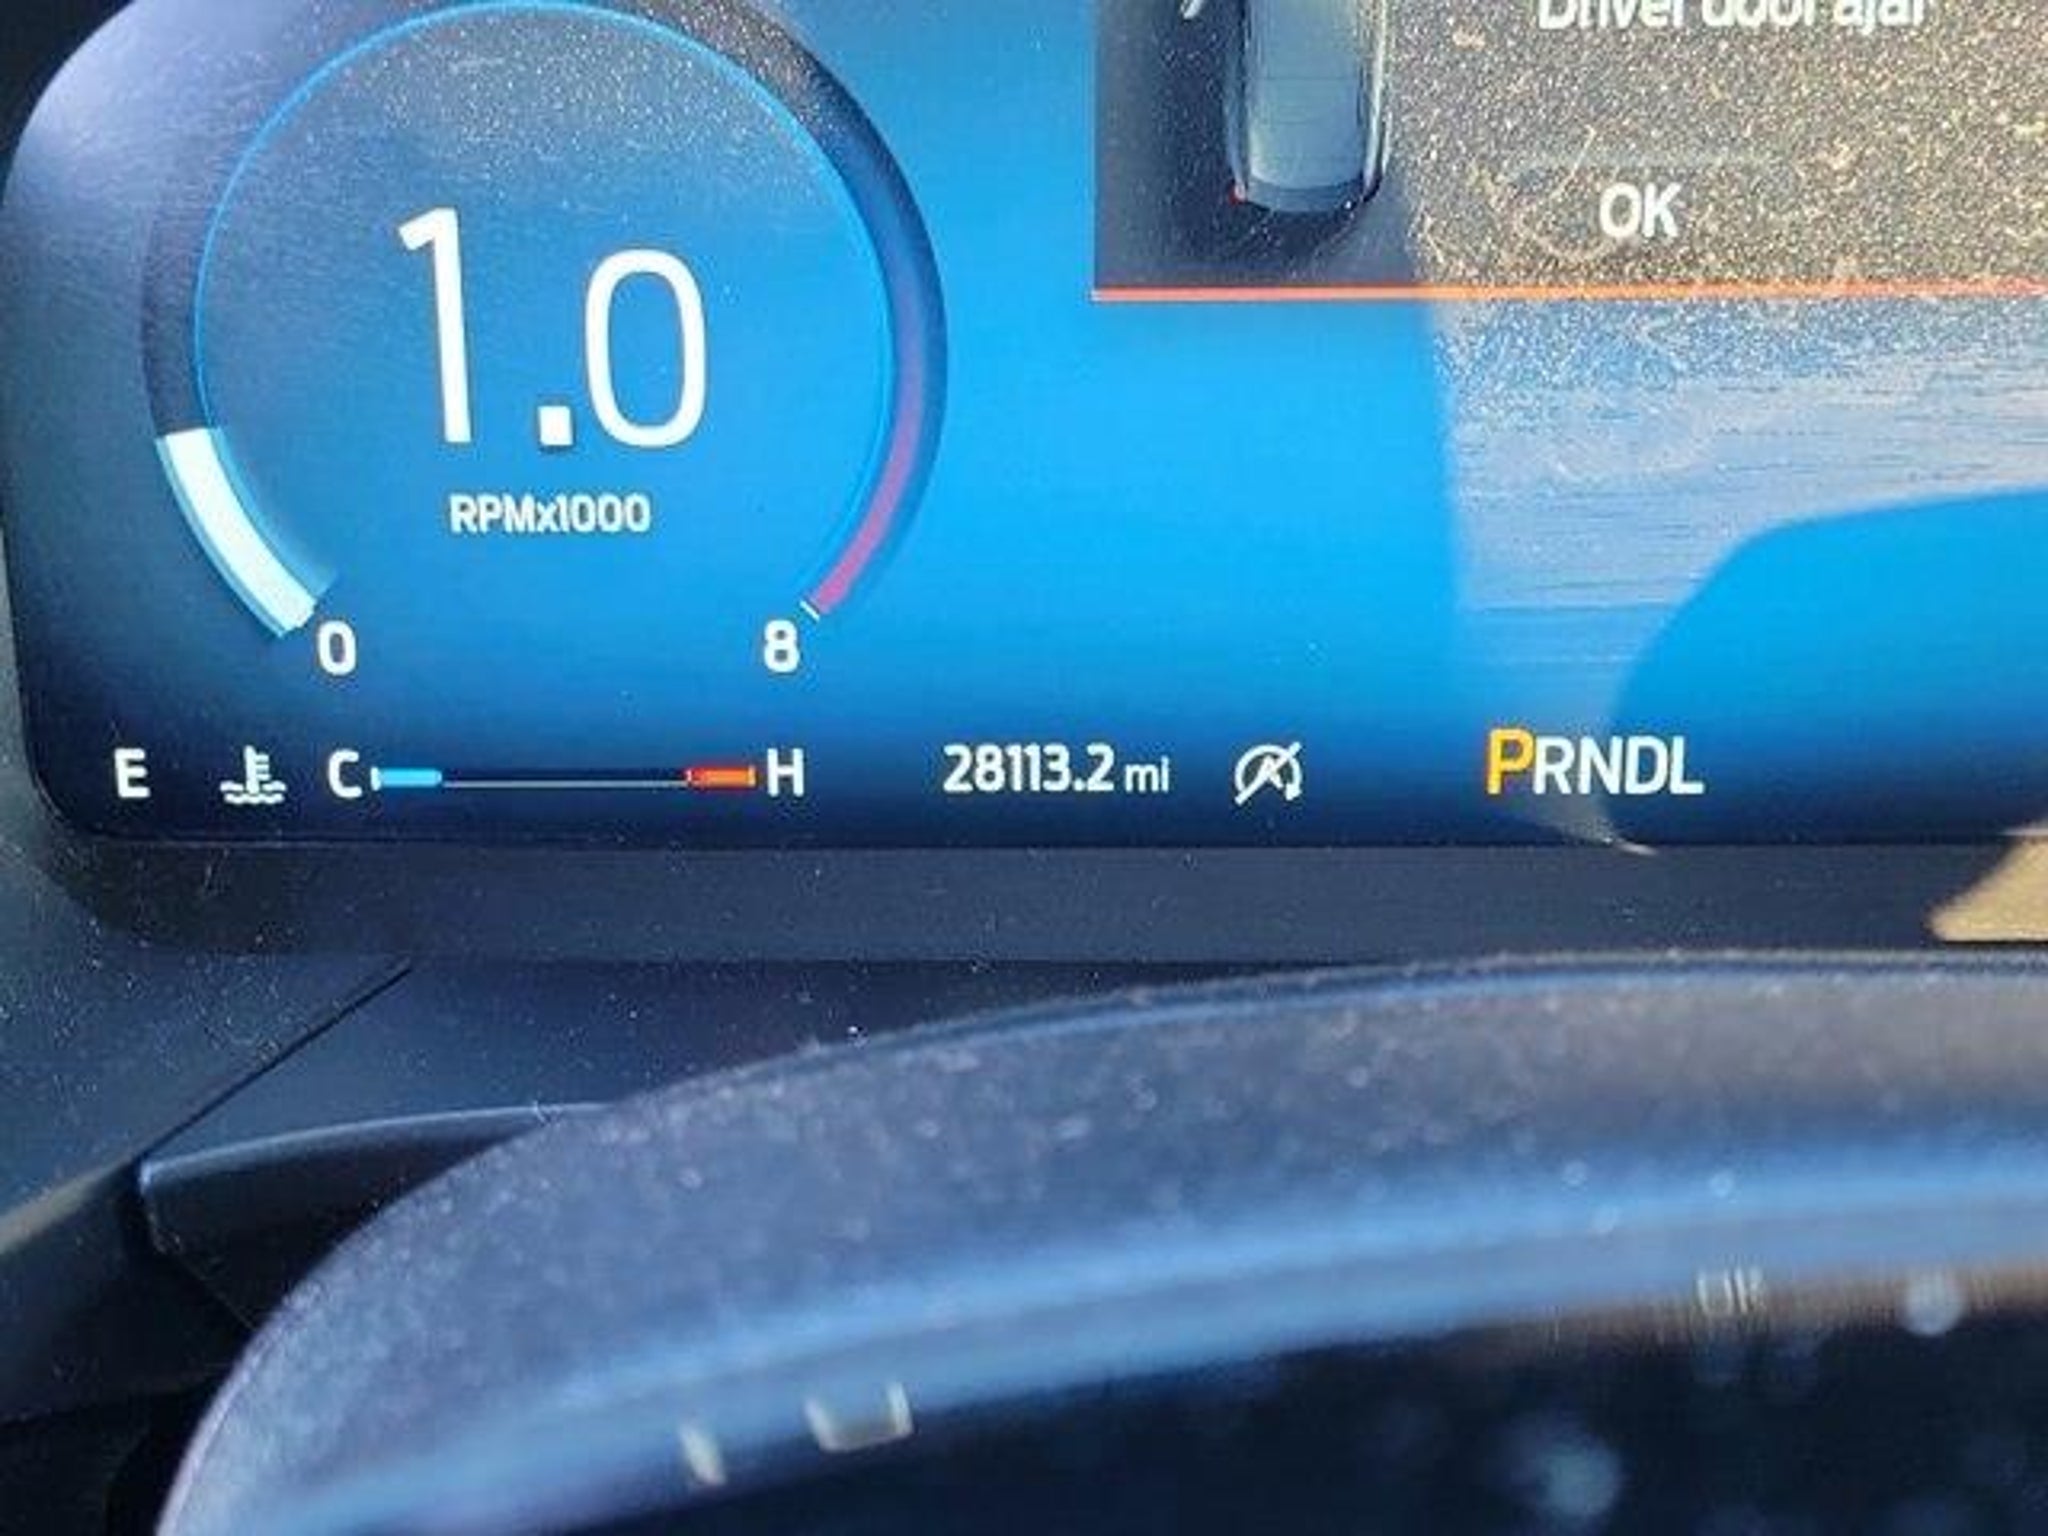 Driver door ajar
OK
1.0
RPMx1000
0 8
E C H 28113.2 mi PRNDL